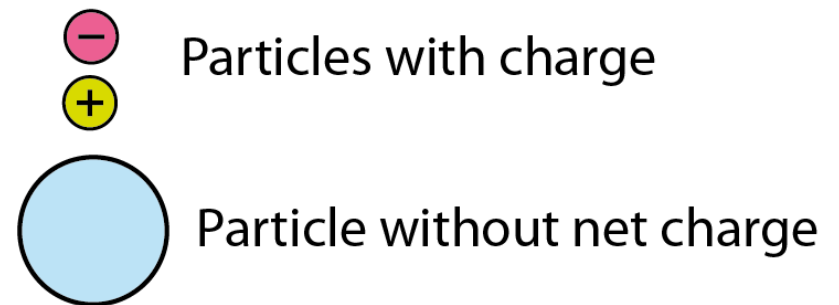 −
Particles with charge
+
Particle without net charge